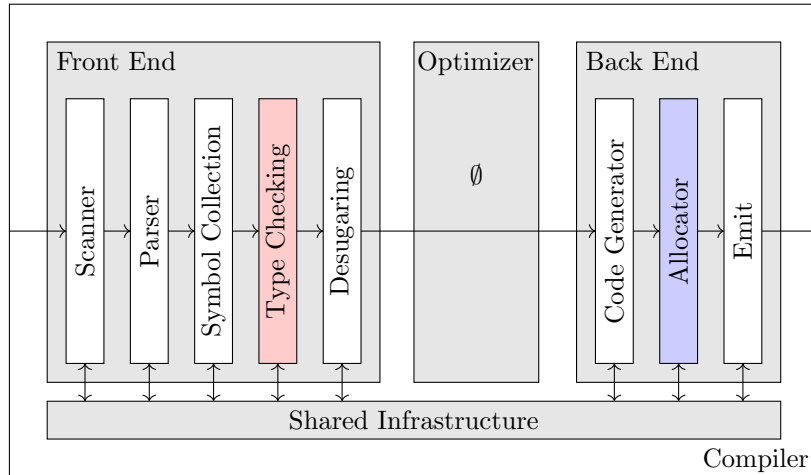 Front End
Optimizer
Back End
Scanner
Parser
Symbol Collection
Type Checking
Desugaring
∅
Code Generator
Allocator
Emit
Shared Infrastructure
Compiler